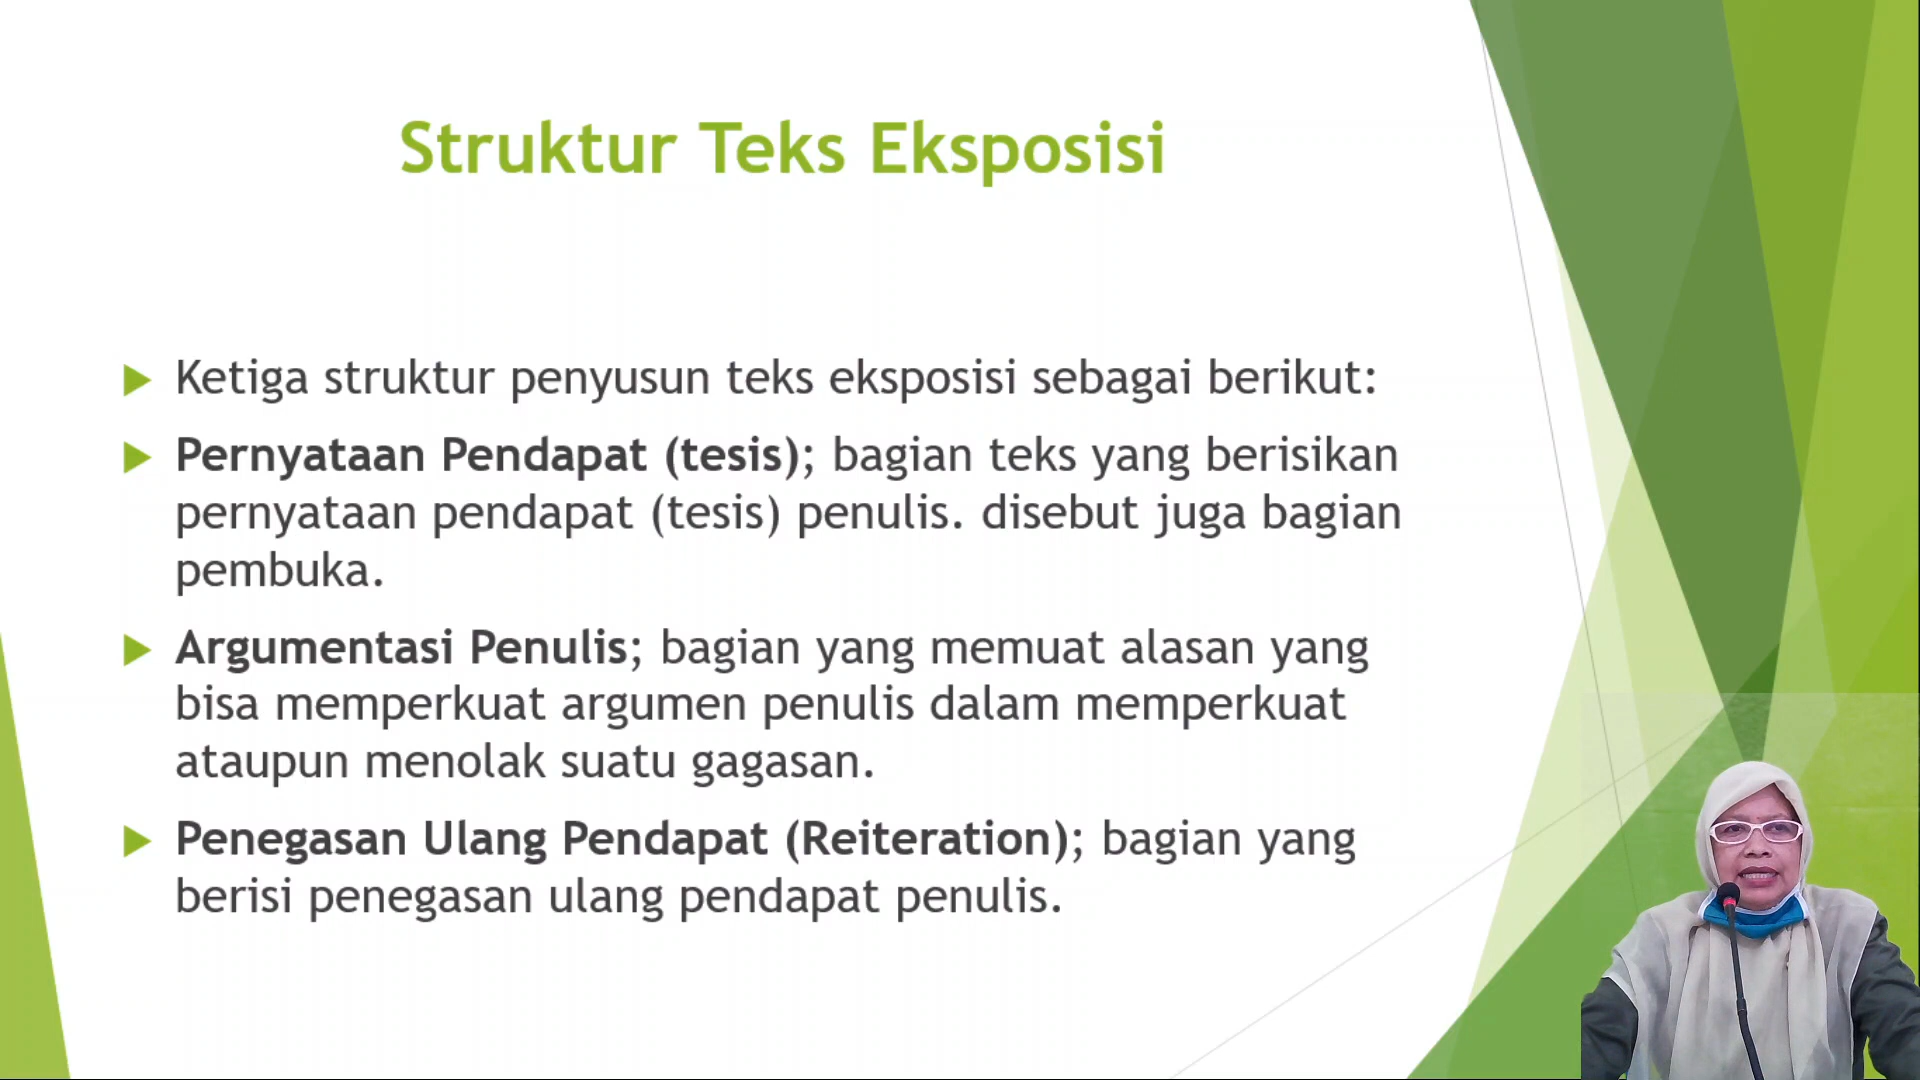 Struktur Teks Eksposisi
Ketiga struktur penyusun teks eksposisi sebagai berikut:
Pernyataan Pendapat (tesis); bagian teks yang berisikan
pernyataan pendapat (tesis) penulis. disebut juga bagian
pembuka.
Argumentasi Penulis; bagian yang memuat alasan yang
bisa memperkuat argumen penulis dalam memperkuat
ataupun menolak suatu gagasan.
Penegasan Ulang Pendapat (Reiteration); bagian yang
berisi penegasan ulang pendapat penulis.